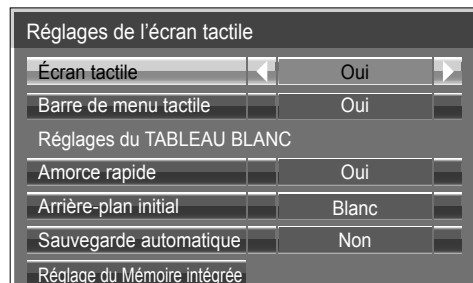 Réglages de l'écran tactile
Écran tactile Oui
Barre de menu tactile Oui
Réglages du TABLEAU BLANC
Amorce rapide Oui
Arrière-plan initial Blanc
Sauvegarde automatique Non
Réglage du Mémoire intégrée